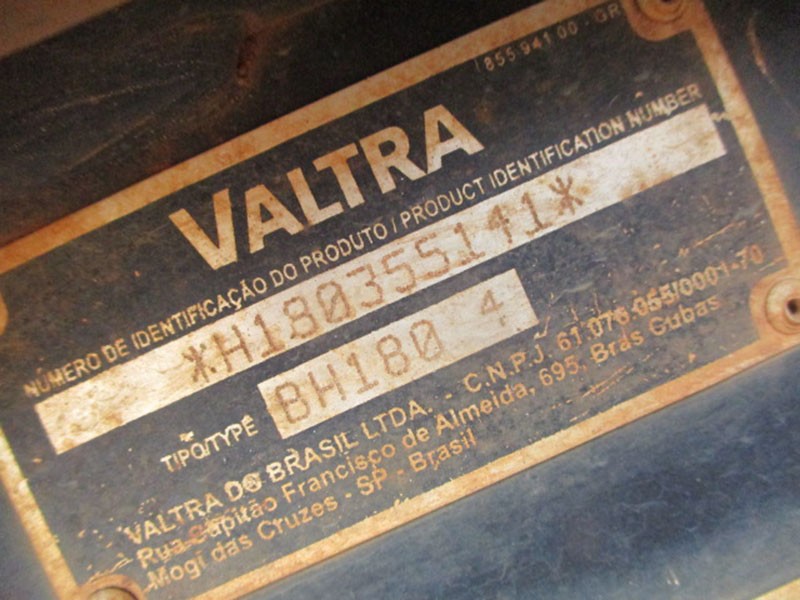 855.941 00 - GR
VALTRA
NÚMERO DE IDENTIFICAÇÃO DO PRODUTO / PRODUCT IDENTIFICATION NUMBER
*H180355141*
TIPO/TYPE BH180 4
VALTRA DO BRASIL LTDA. - C.N.P.J. 61.076.055/0001-70
Rua Capitão Francisco de Almeida, 695, Brás Cubas
Mogi das Cruzes - SP - Brasil